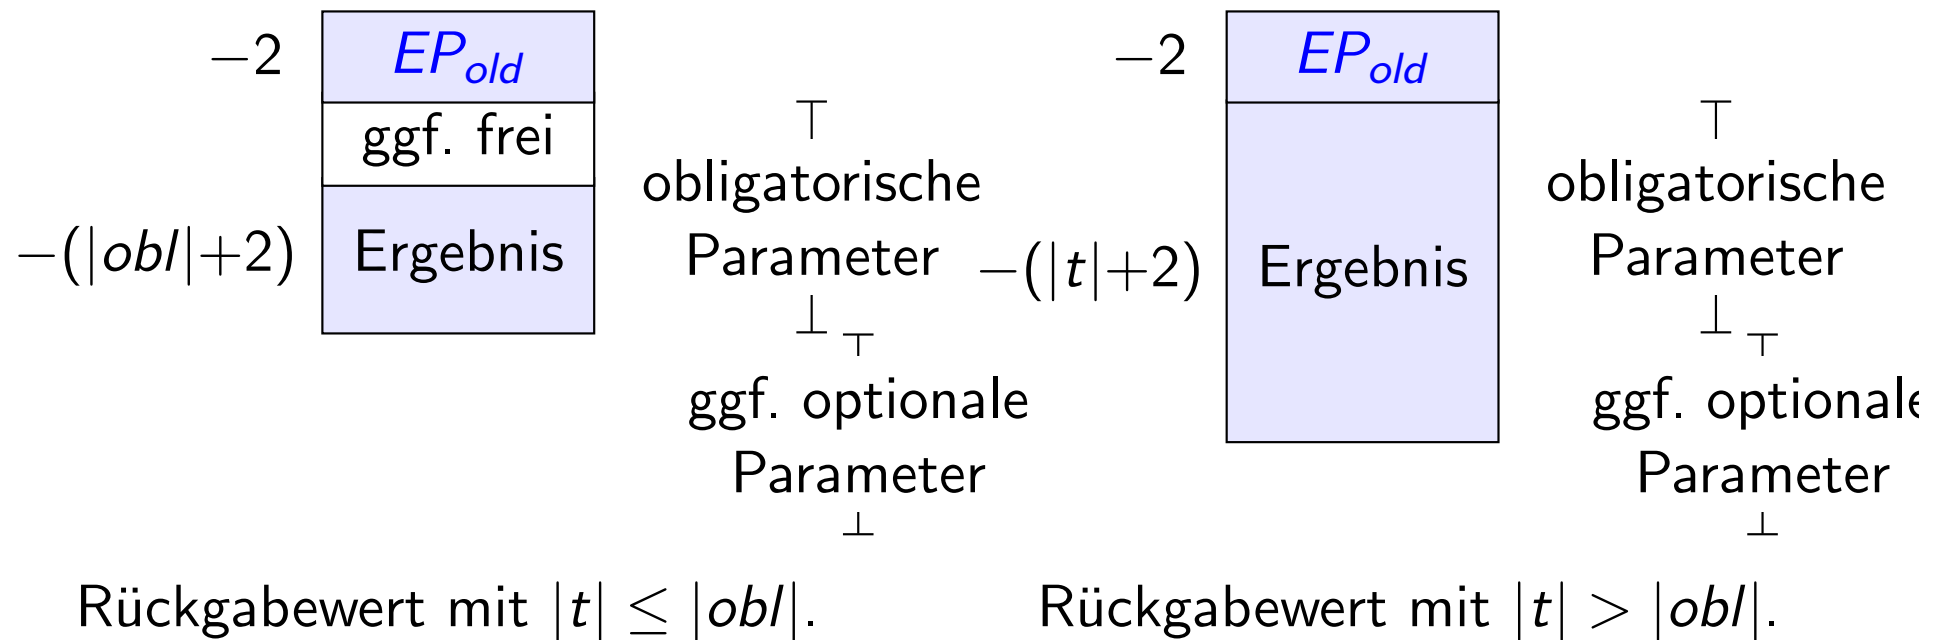 −2
EP_old
ggf. frei
−(|obl|+2)
Ergebnis
obligatorische
Parameter
ggf. optionale
Parameter
Rückgabewert mit |t| ≤ |obl|.
−2
EP_old
−(|t|+2)
Ergebnis
obligatorische
Parameter
ggf. optionale
Parameter
Rückgabewert mit |t| > |obl|.